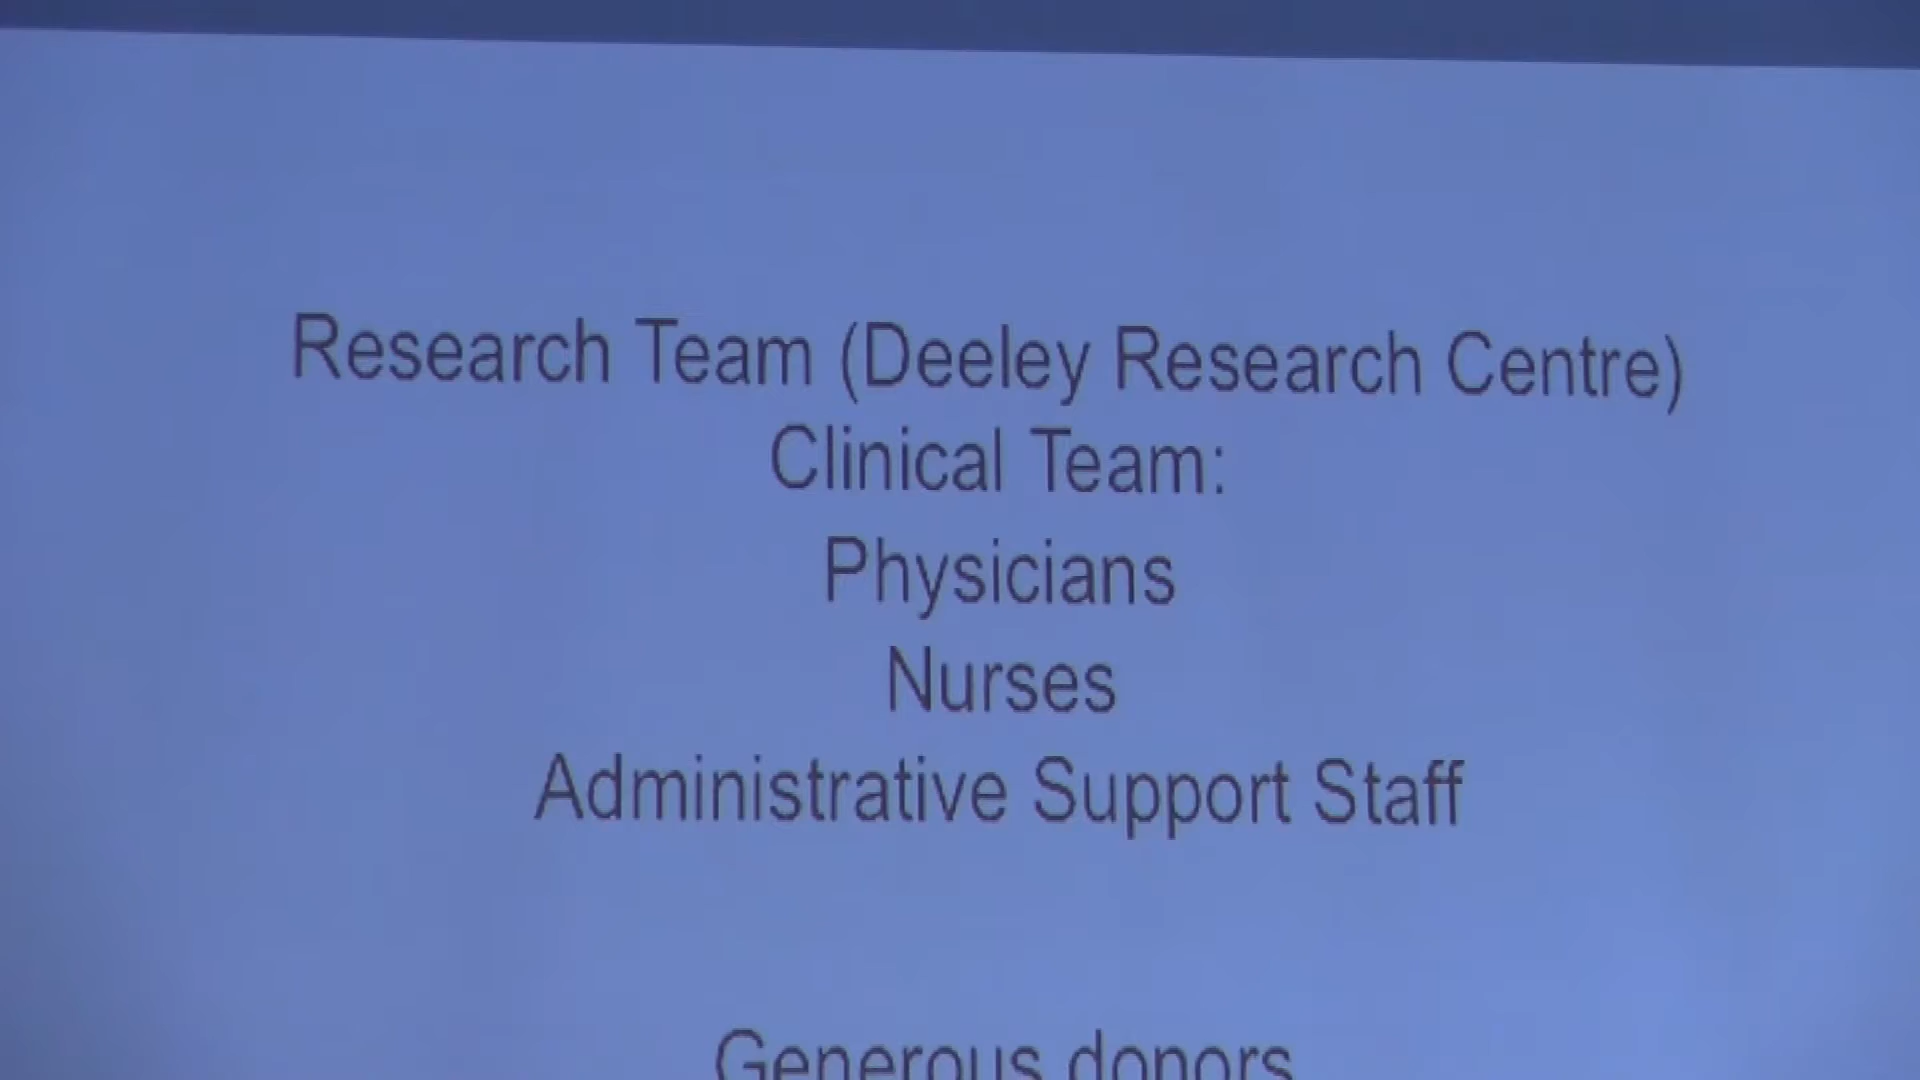 Research Team (Deeley Research Centre)
Clinical Team:
Physicians
Nurses
Administrative Support Staff
Generous donors